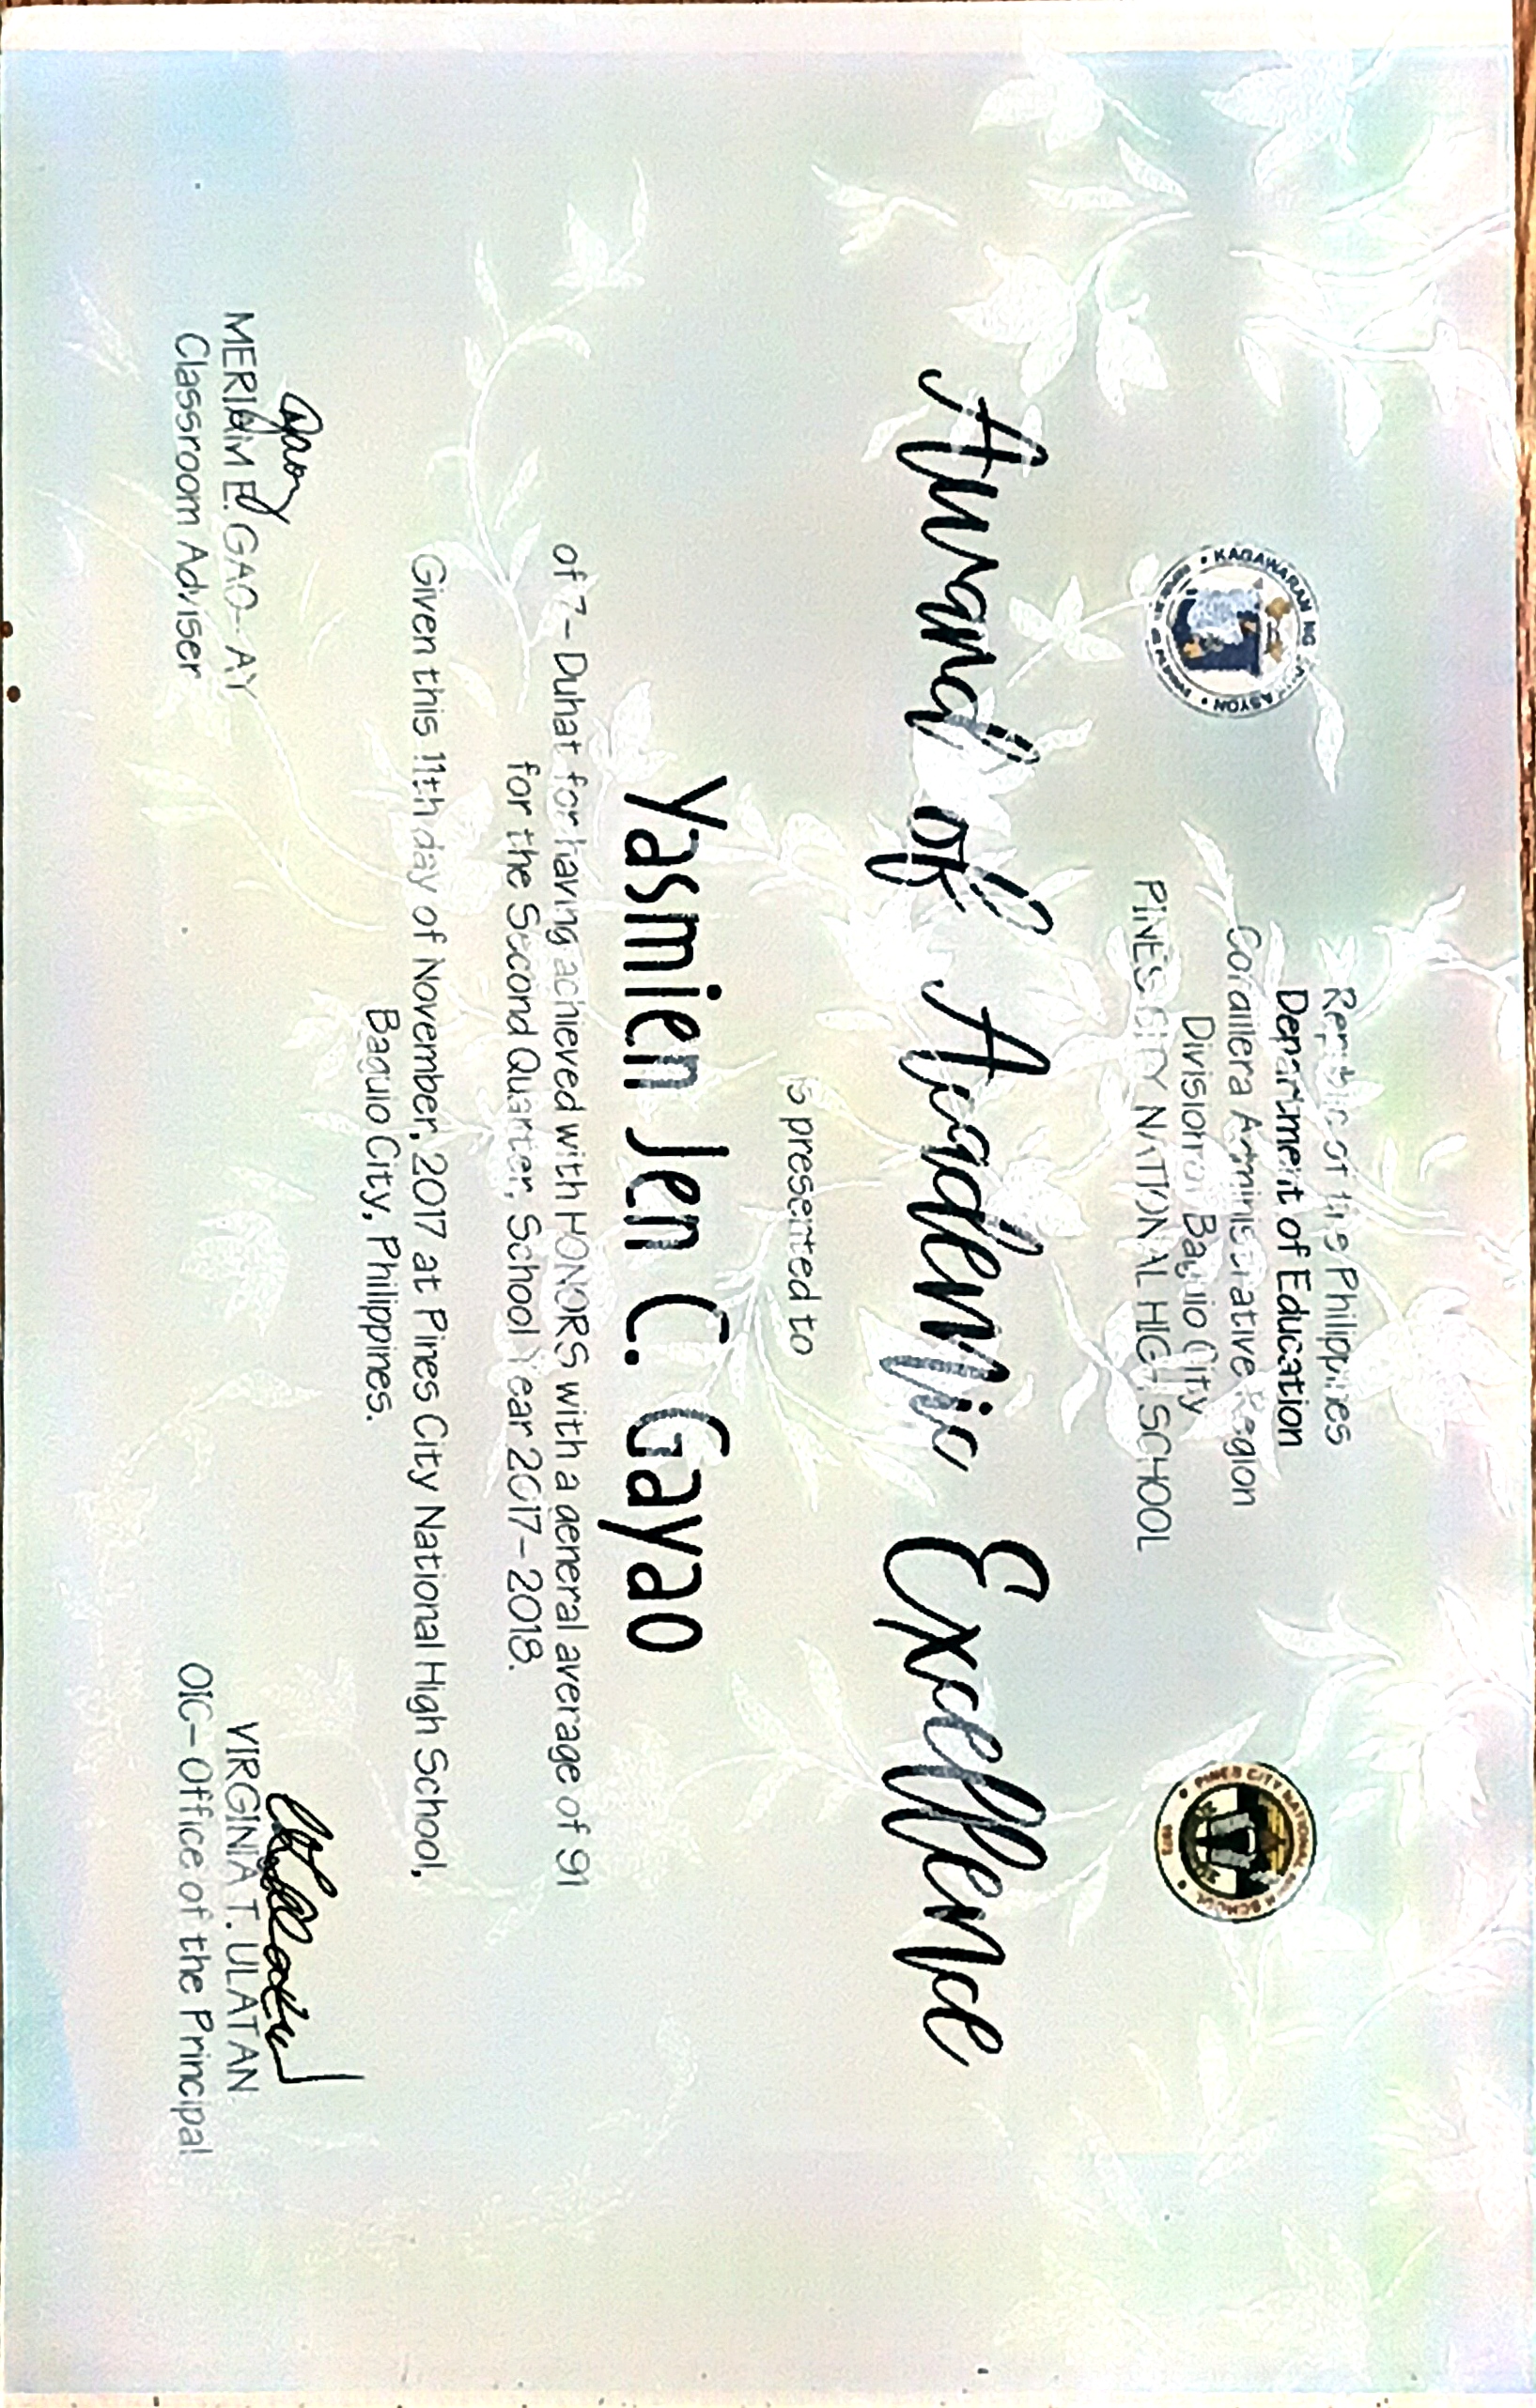 Republic of the Philippines
Department of Education
Cordillera Administrative Region
Division of Baguio City
PINES CITY NATIONAL HIGH SCHOOL
KAGAWARAN NG EDUKASYON
PINES CITY NATIONAL HIGH SCHOOL
1973
Award of Academic Excellence
is presented to
Yasmien Jen C. Gayao
of 7- Duhat for having achieved with HONORS with a general average of 91
for the Second Quarter, School Year 2017- 2018.
Given this 11th day of November, 2017 at Pines City National High School,
Baguio City, Philippines.
MERIAM E. GAO- AY
Classroom Adviser
VIRGINIA T. ULATAN
OIC- Office of the Principal